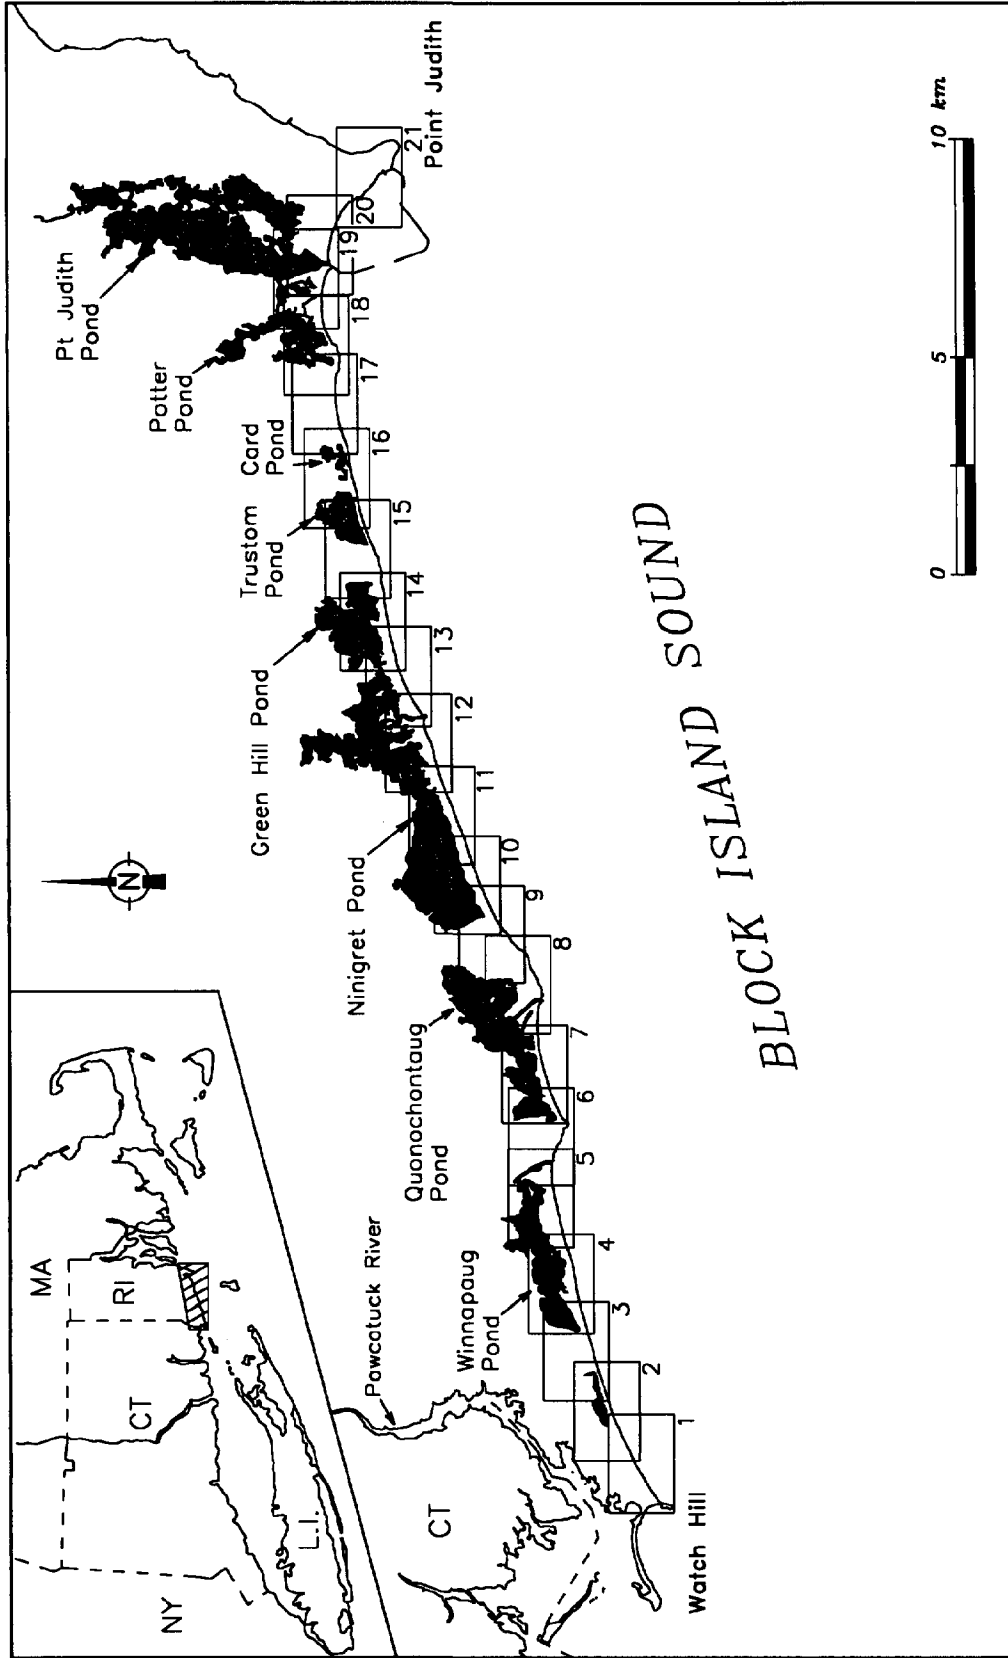 MA
RI
CT
NY
L.I.
N
Pt Judith
Pond
Potter
Pond
Card
Pond
Trustom
Pond
Green Hill Pond
Ninigret Pond
Quonochontaug
Pond
Pawcatuck River
Winnapaug
Pond
CT
Watch Hill
1
2
3
4
5
6
7
8
9
10
11
12
13
14
15
16
17
18
19
20
21
Point Judith
BLOCK ISLAND SOUND
0
5
10 km